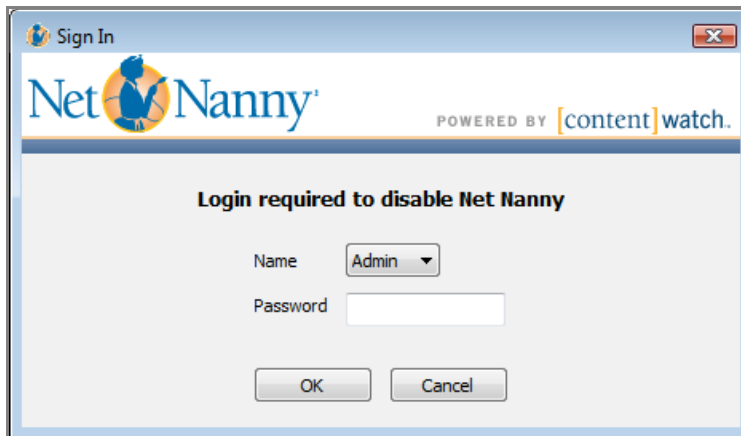 Sign In
Net Nanny
POWERED BY [content]watch.
Login required to disable Net Nanny
Name Admin
Password
OK Cancel